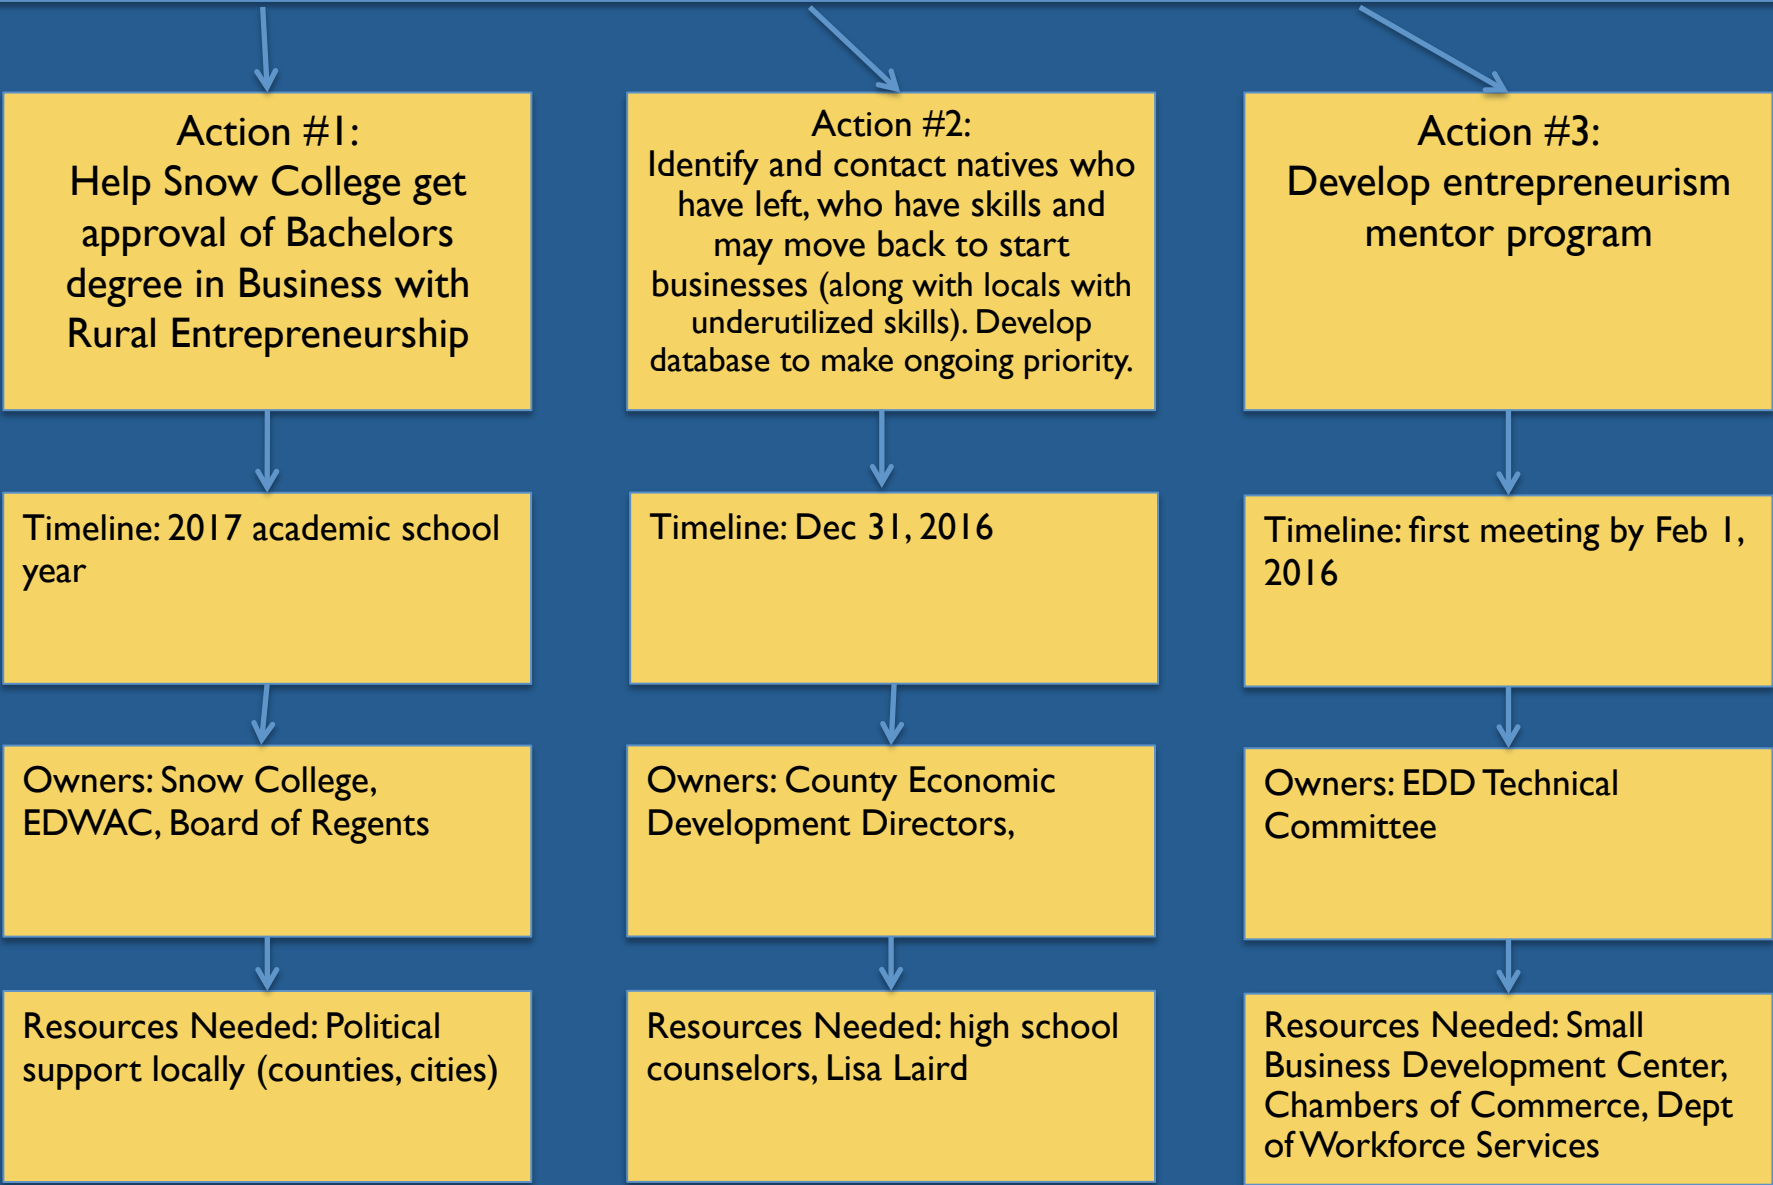 Action #1:
Help Snow College get
approval of Bachelors
degree in Business with
Rural Entrepreneurship
Timeline: 2017 academic school
year
Owners: Snow College,
EDWAC, Board of Regents
Resources Needed: Political
support locally (counties, cities)
Action #2:
Identify and contact natives who
have left, who have skills and
may move back to start
businesses (along with locals with
underutilized skills). Develop
database to make ongoing priority.
Timeline: Dec 31, 2016
Owners: County Economic
Development Directors,
Resources Needed: high school
counselors, Lisa Laird
Action #3:
Develop entrepreneurism
mentor program
Timeline: first meeting by Feb 1,
2016
Owners: EDD Technical
Committee
Resources Needed: Small
Business Development Center,
Chambers of Commerce, Dept
of Workforce Services